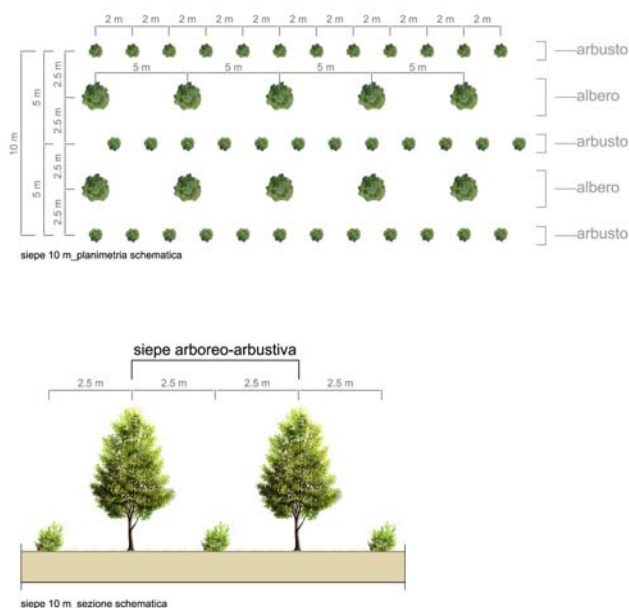 2 m 2 m 2 m 2 m 2 m 2 m 2 m 2 m 2 m 2 m 2 m
arbusto
5 m 5 m 5 m 5 m
albero
arbusto
albero
arbusto
10 m
5 m
5 m
2.5 m
2.5 m
2.5 m
2.5 m
siepe 10 m_planimetria schematica
siepe arboreo-arbustiva
2.5 m 2.5 m 2.5 m 2.5 m
siepe 10 m_sezione schematica